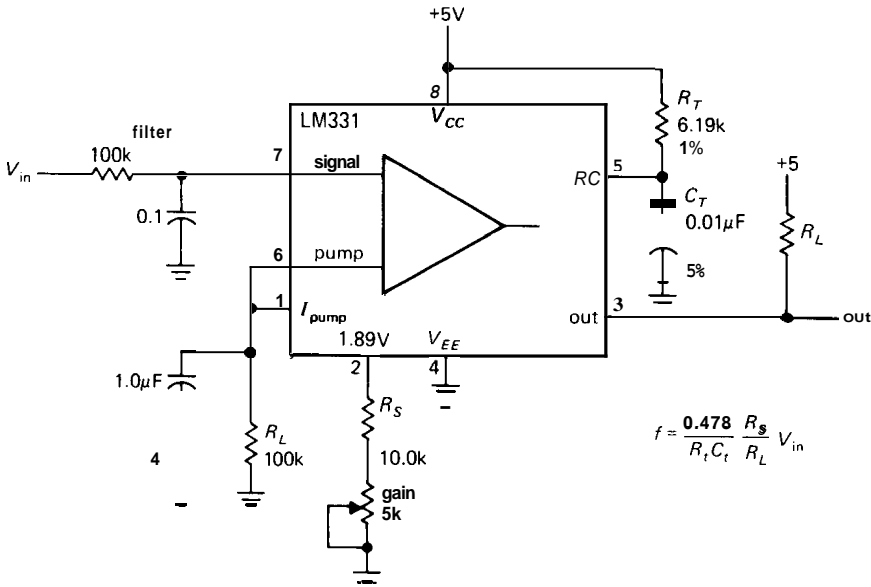 +5V
8
V_CC
LM331
R_T
6.19k
1%
filter
100k
V_in
7
signal
5
RC
+5
C_T
0.01μF
R_L
0.1
6
pump
5%
1
I_pump
3
out
out
1.89V
V_EE
2
4
1.0μF
R_S
R_L
100k
4
10.0k
gain
5k
f = 0.478 / R_t C_t R_s / R_L V_in